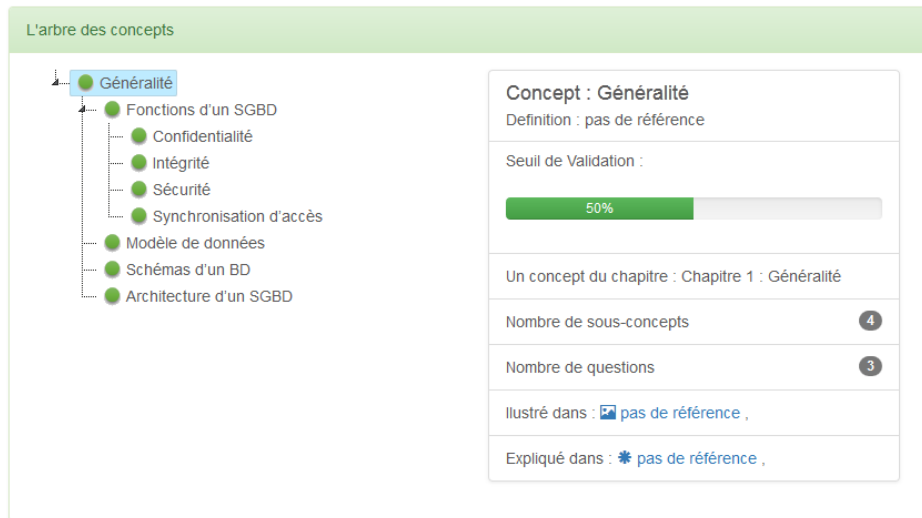 L'arbre des concepts
Généralité
Fonctions d'un SGBD
Confidentialité
Intégrité
Sécurité
Synchronisation d'accès
Modèle de données
Schémas d'un BD
Architecture d'un SGBD
Concept : Généralité
Definition : pas de référence
Seuil de Validation :
50%
Un concept du chapitre : Chapitre 1 : Généralité
Nombre de sous-concepts 4
Nombre de questions 3
Ilustré dans : pas de référence ,
Expliqué dans : pas de référence ,